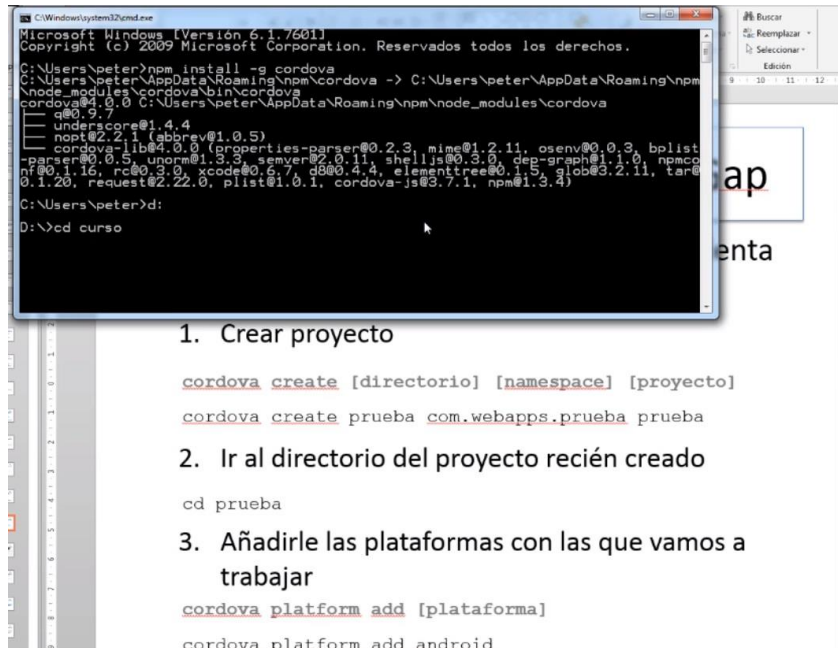 C:\Windows\system32\cmd.exe
Microsoft Windows [Versión 6.1.7601]
Copyright (c) 2009 Microsoft Corporation. Reservados todos los derechos.
C:\Users\peter>npm install -g cordova
C:\Users\peter\AppData\Roaming\npm\cordova -> C:\Users\peter\AppData\Roaming\npm
\node_modules\cordova\bin\cordova
cordova@4.0.0 C:\Users\peter\AppData\Roaming\npm\node_modules\cordova
├── q@0.9.7
├── underscore@1.4.4
├── nopt@2.2.1 (abbrev@1.0.5)
└── cordova-lib@4.0.0 (properties-parser@0.2.3, mime@1.2.11, osenv@0.0.3, bplist
-parser@0.0.5, unorm@1.3.3, semver@2.0.11, shelljs@0.3.0, dep-graph@1.1.0, npmco
nf@0.1.16, rc@0.3.0, xcode@0.6.7, d8@0.4.4, elementtree@0.1.5, glob@3.2.11, tar@
0.1.20, request@2.22.0, plist@1.0.1, cordova-js@3.7.1, npm@1.3.4)
C:\Users\peter>d:
D:\>cd curso
Buscar
Reemplazar
Seleccionar
Edición
9 10 11 12
ap
enta
1. Crear proyecto
cordova create [directorio] [namespace] [proyecto]
cordova create prueba com.webapps.prueba prueba
2. Ir al directorio del proyecto recién creado
cd prueba
3. Añadirle las plataformas con las que vamos a
trabajar
cordova platform add [plataforma]
cordova platform add android